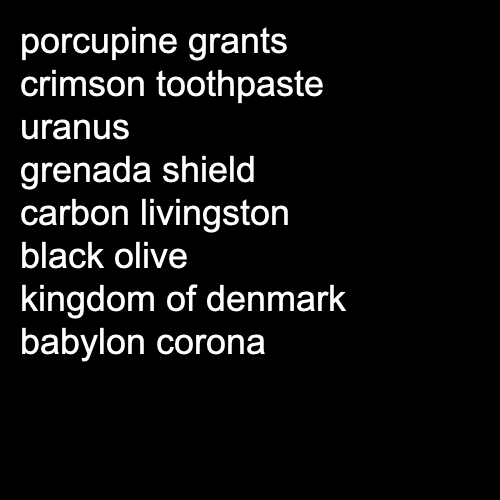 porcupine grants
crimson toothpaste
uranus
grenada shield
carbon livingston
black olive
kingdom of denmark
babylon corona